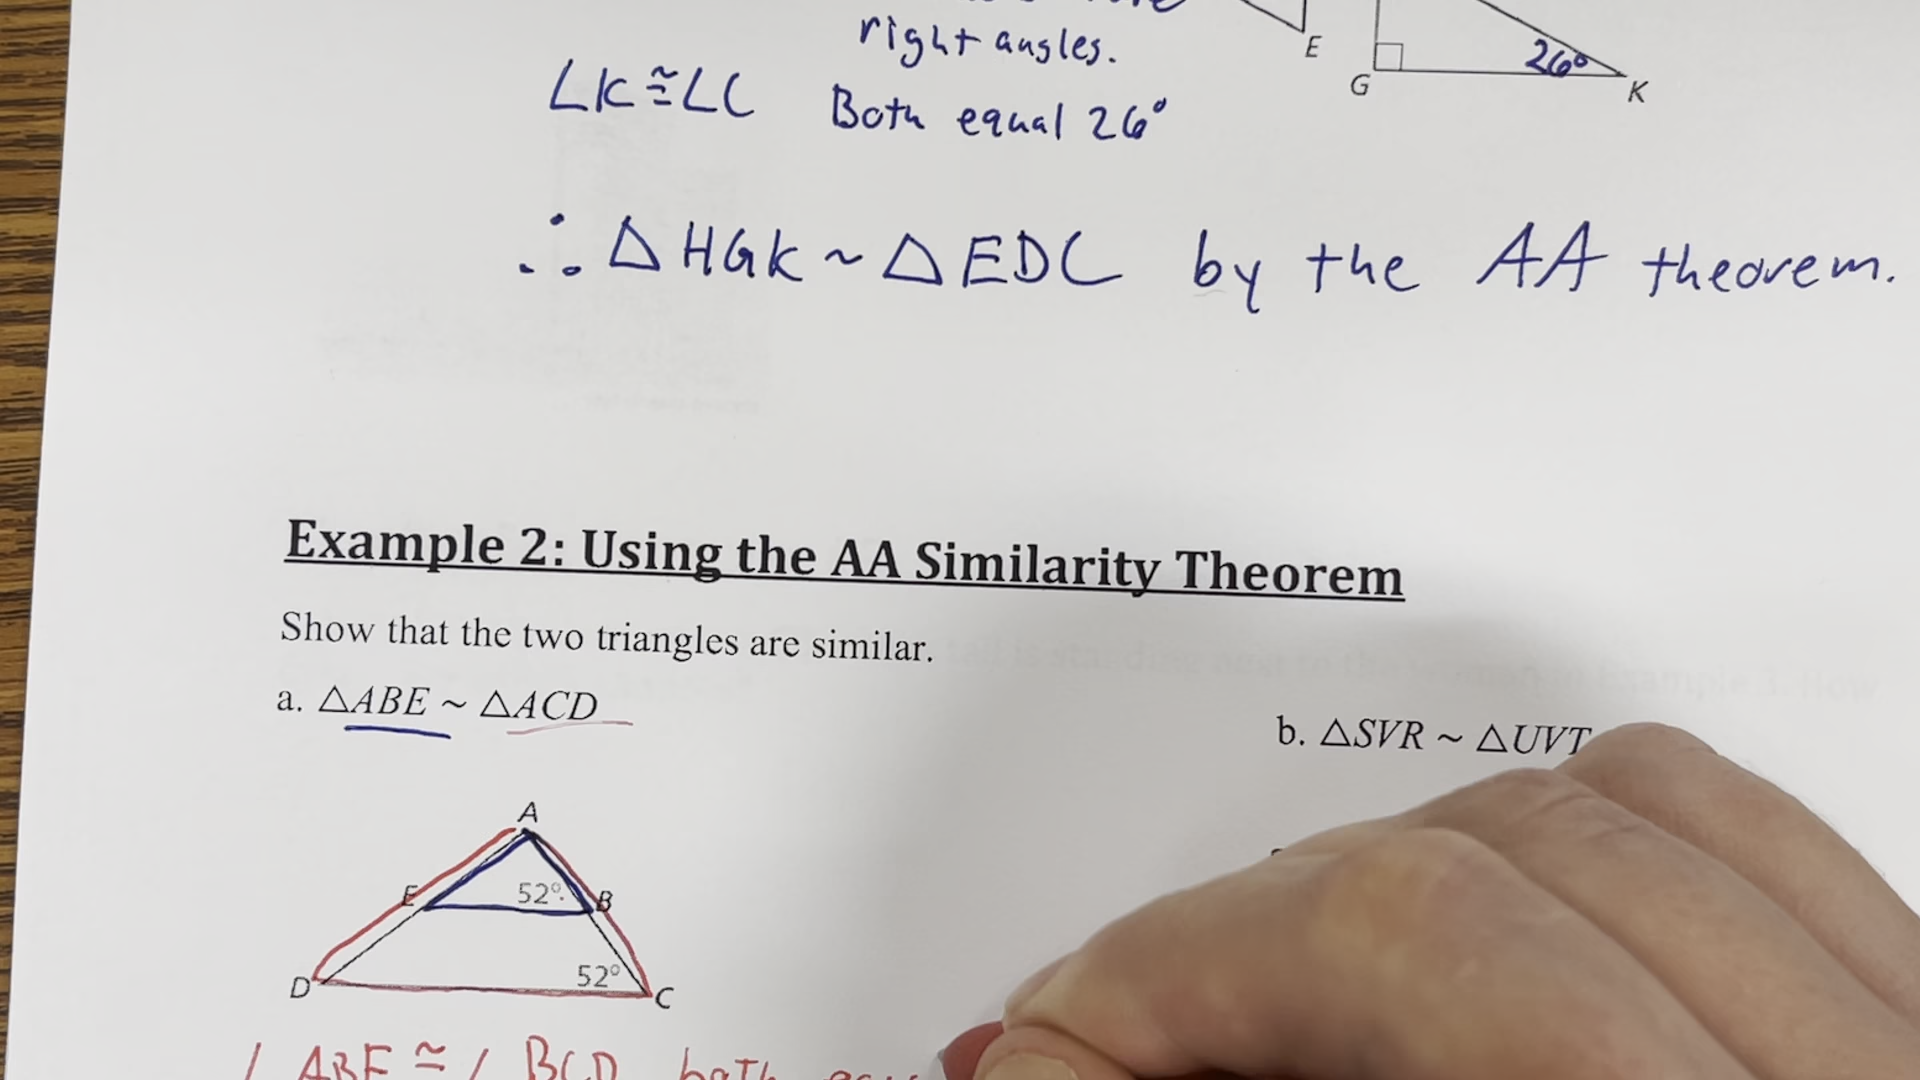 right angles.
∠K ≅ ∠C Both equal 26°
E
G
26°
K
∴ △HGK ~ △EDC by the AA theorem.
Example 2: Using the AA Similarity Theorem
Show that the two triangles are similar.
a. △ABE ~ △ACD
b. △SVR ~ △UVT
A
E
52°
B
D
52°
C
∠ABE ≅ ∠BCD both